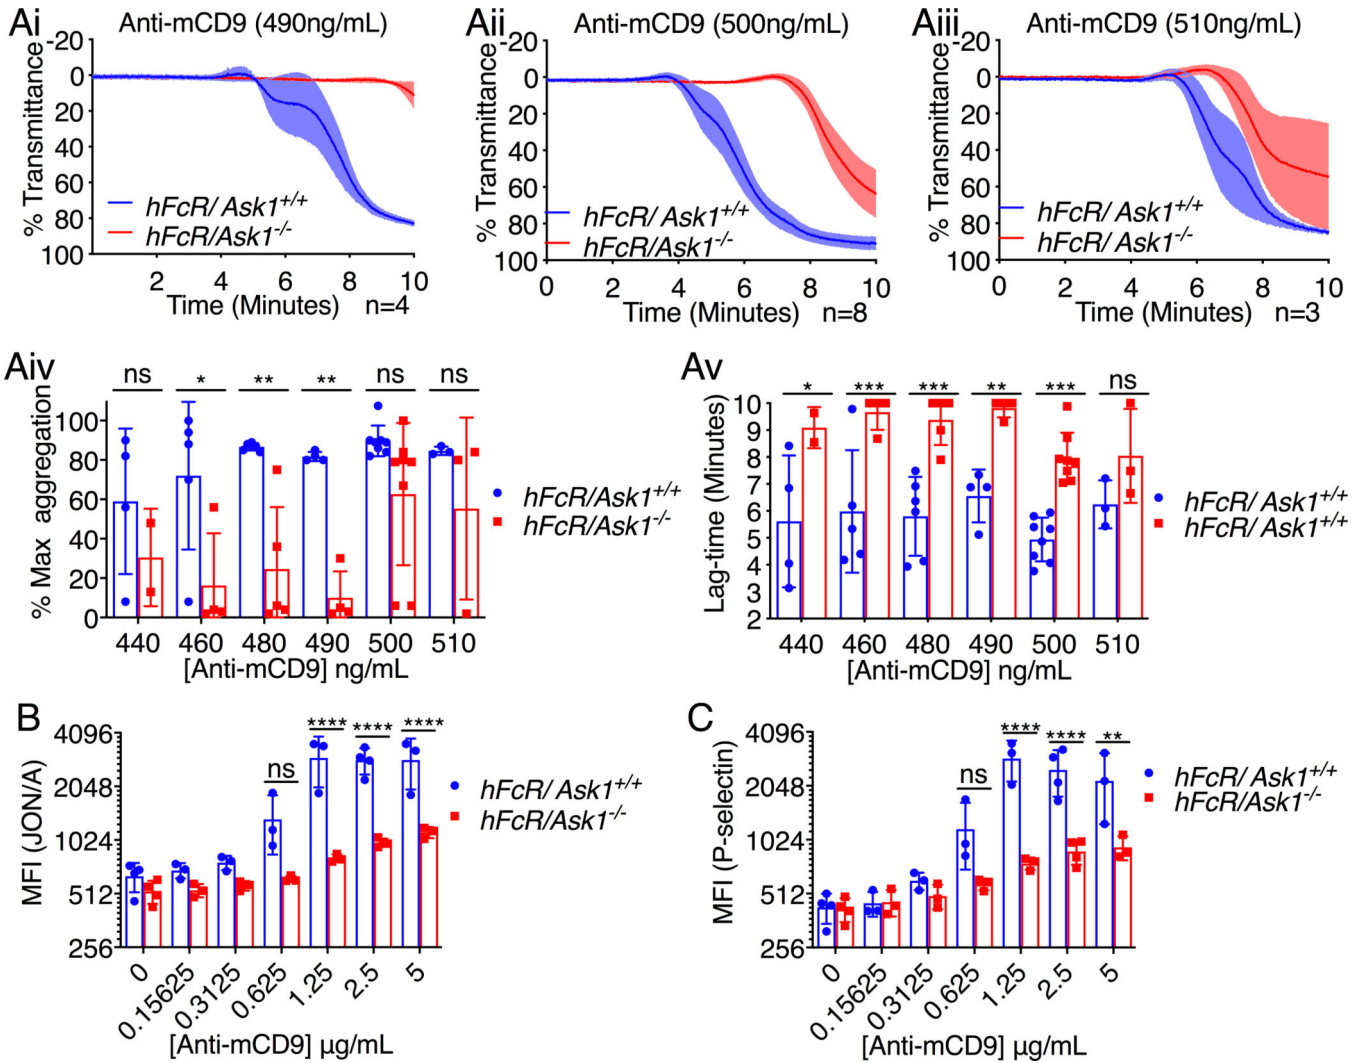 Ai Anti-mCD9 (490ng/mL)
% Transmittance
-20
0
20
40
60
80
100
hFcR/ Ask1+/+
hFcR/Ask1-/-
2 4 6 8 10
Time (Minutes) n=4
Aii Anti-mCD9 (500ng/mL)
% Transmittance
-20
0
20
40
60
80
100
hFcR/ Ask1+/+
hFcR/Ask1-/-
0 2 4 6 8 10
Time (Minutes) n=8
Aiii Anti-mCD9 (510ng/mL)
% Transmittance
-20
0
20
40
60
80
100
hFcR/ Ask1+/+
hFcR/ Ask1-/-
0 2 4 6 8 10
Time (Minutes) n=3
Aiv
% Max aggregation
ns * ** ** ns ns
100
80
60
40
20
0
440 460 480 490 500 510
[Anti-mCD9] ng/mL
hFcR/Ask1+/+
hFcR/Ask1-/-
Av
Lag-time (Minutes)
* *** *** ** *** ns
10
9
8
7
6
5
4
3
2
440 460 480 490 500 510
[Anti-mCD9] ng/mL
hFcR/ Ask1+/+
hFcR/Ask1+/+
B
MFI (JON/A)
4096
2048
1024
512
256
ns **** **** ****
0 0.15625 0.3125 0.625 1.25 2.5 5
[Anti-mCD9] µg/mL
hFcR/ Ask1+/+
hFcR/Ask1-/-
C
MFI (P-selectin)
4096
2048
1024
512
256
ns **** **** **
0 0.15625 0.3125 0.625 1.25 2.5 5
[Anti-mCD9] µg/mL
hFcR/ Ask1+/+
hFcR/Ask1-/-